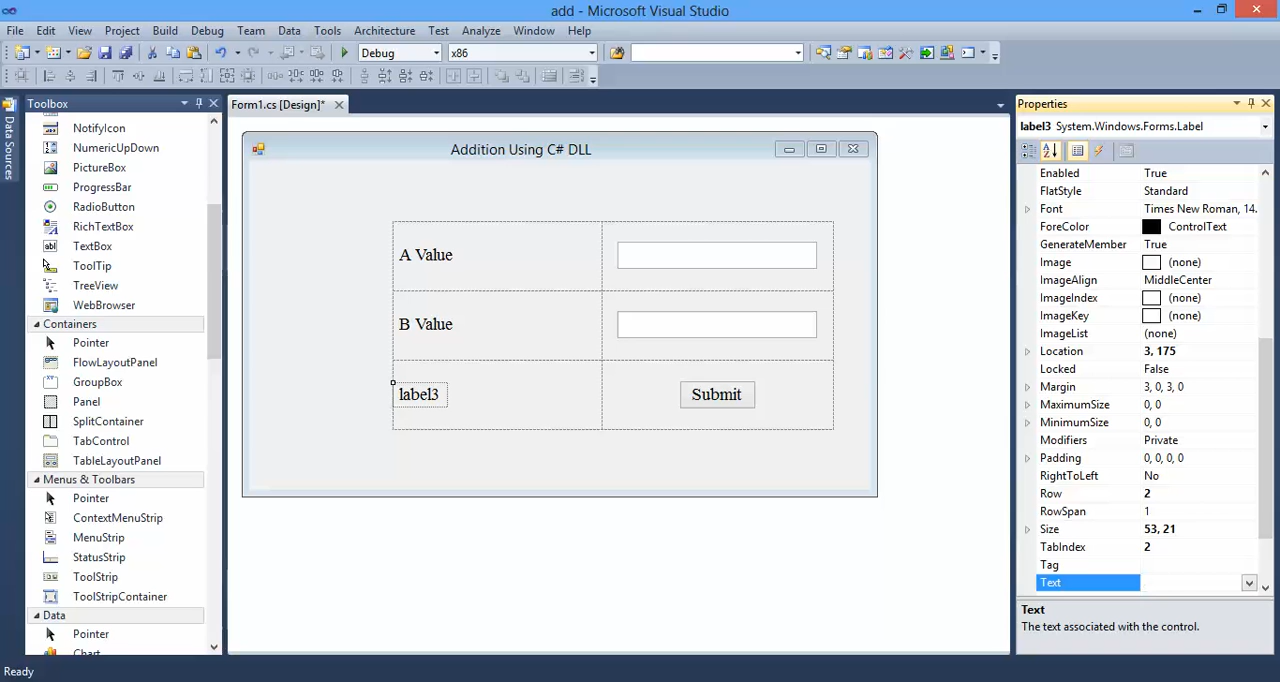 add - Microsoft Visual Studio
File Edit View Project Build Debug Team Data Tools Architecture Test Analyze Window Help
Debug x86
Data Sources
Toolbox
NotifyIcon
NumericUpDown
PictureBox
ProgressBar
RadioButton
RichTextBox
TextBox
ToolTip
TreeView
WebBrowser
Containers
Pointer
FlowLayoutPanel
GroupBox
Panel
SplitContainer
TabControl
TableLayoutPanel
Menus & Toolbars
Pointer
ContextMenuStrip
MenuStrip
StatusStrip
ToolStrip
ToolStripContainer
Data
Pointer
Chart
Form1.cs [Design]*
Addition Using C# DLL
A Value
B Value
label3 Submit
Properties
label3 System.Windows.Forms.Label
Enabled True
FlatStyle Standard
Font Times New Roman, 14.
ForeColor ControlText
GenerateMember True
Image (none)
ImageAlign MiddleCenter
ImageIndex (none)
ImageKey (none)
ImageList (none)
Location 3, 175
Locked False
Margin 3, 0, 3, 0
MaximumSize 0, 0
MinimumSize 0, 0
Modifiers Private
Padding 0, 0, 0, 0
RightToLeft No
Row 2
RowSpan 1
Size 53, 21
TabIndex 2
Tag
Text
Text
The text associated with the control.
Ready